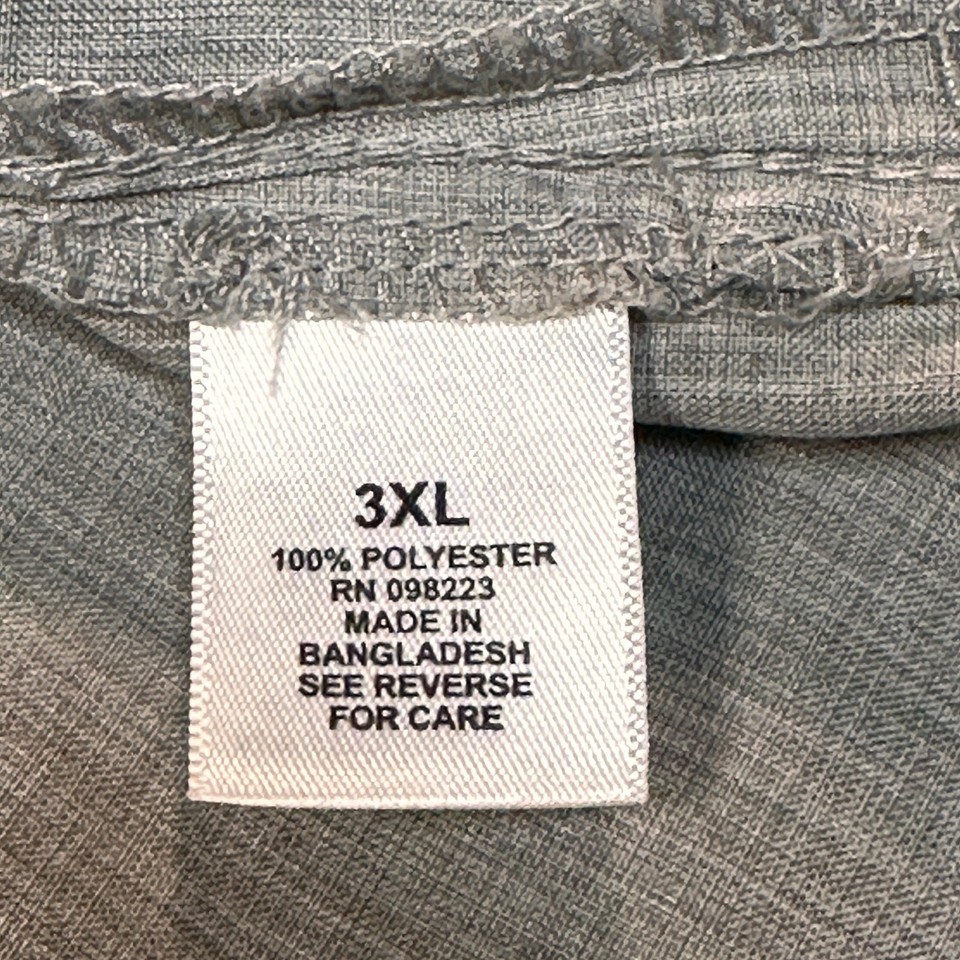 3XL
100% POLYESTER
RN 098223
MADE IN
BANGLADESH
SEE REVERSE
FOR CARE